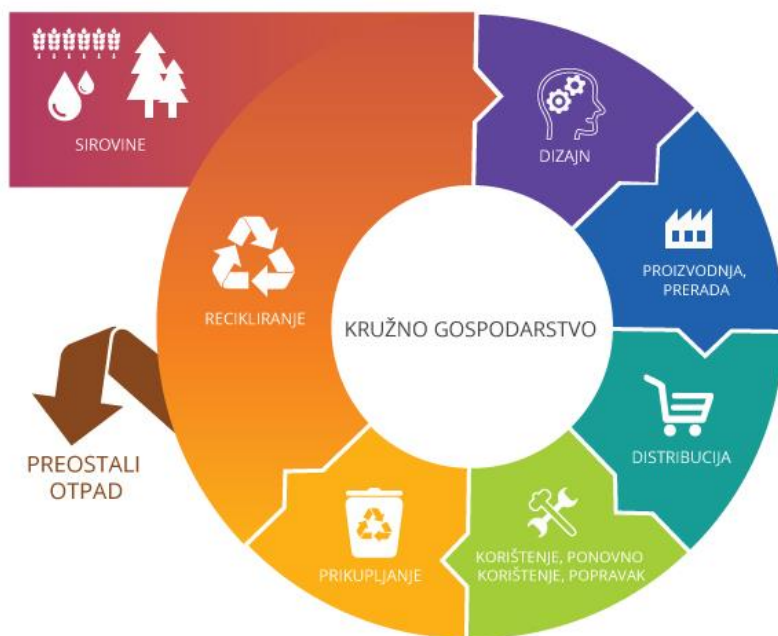 SIROVINE
DIZAJN
PROIZVODNJA,
PRERADA
DISTRIBUCIJA
KORIŠTENJE, PONOVNO
KORIŠTENJE, POPRAVAK
PRIKUPLJANJE
RECIKLIRANJE
PREOSTALI
OTPAD
KRUŽNO GOSPODARSTVO